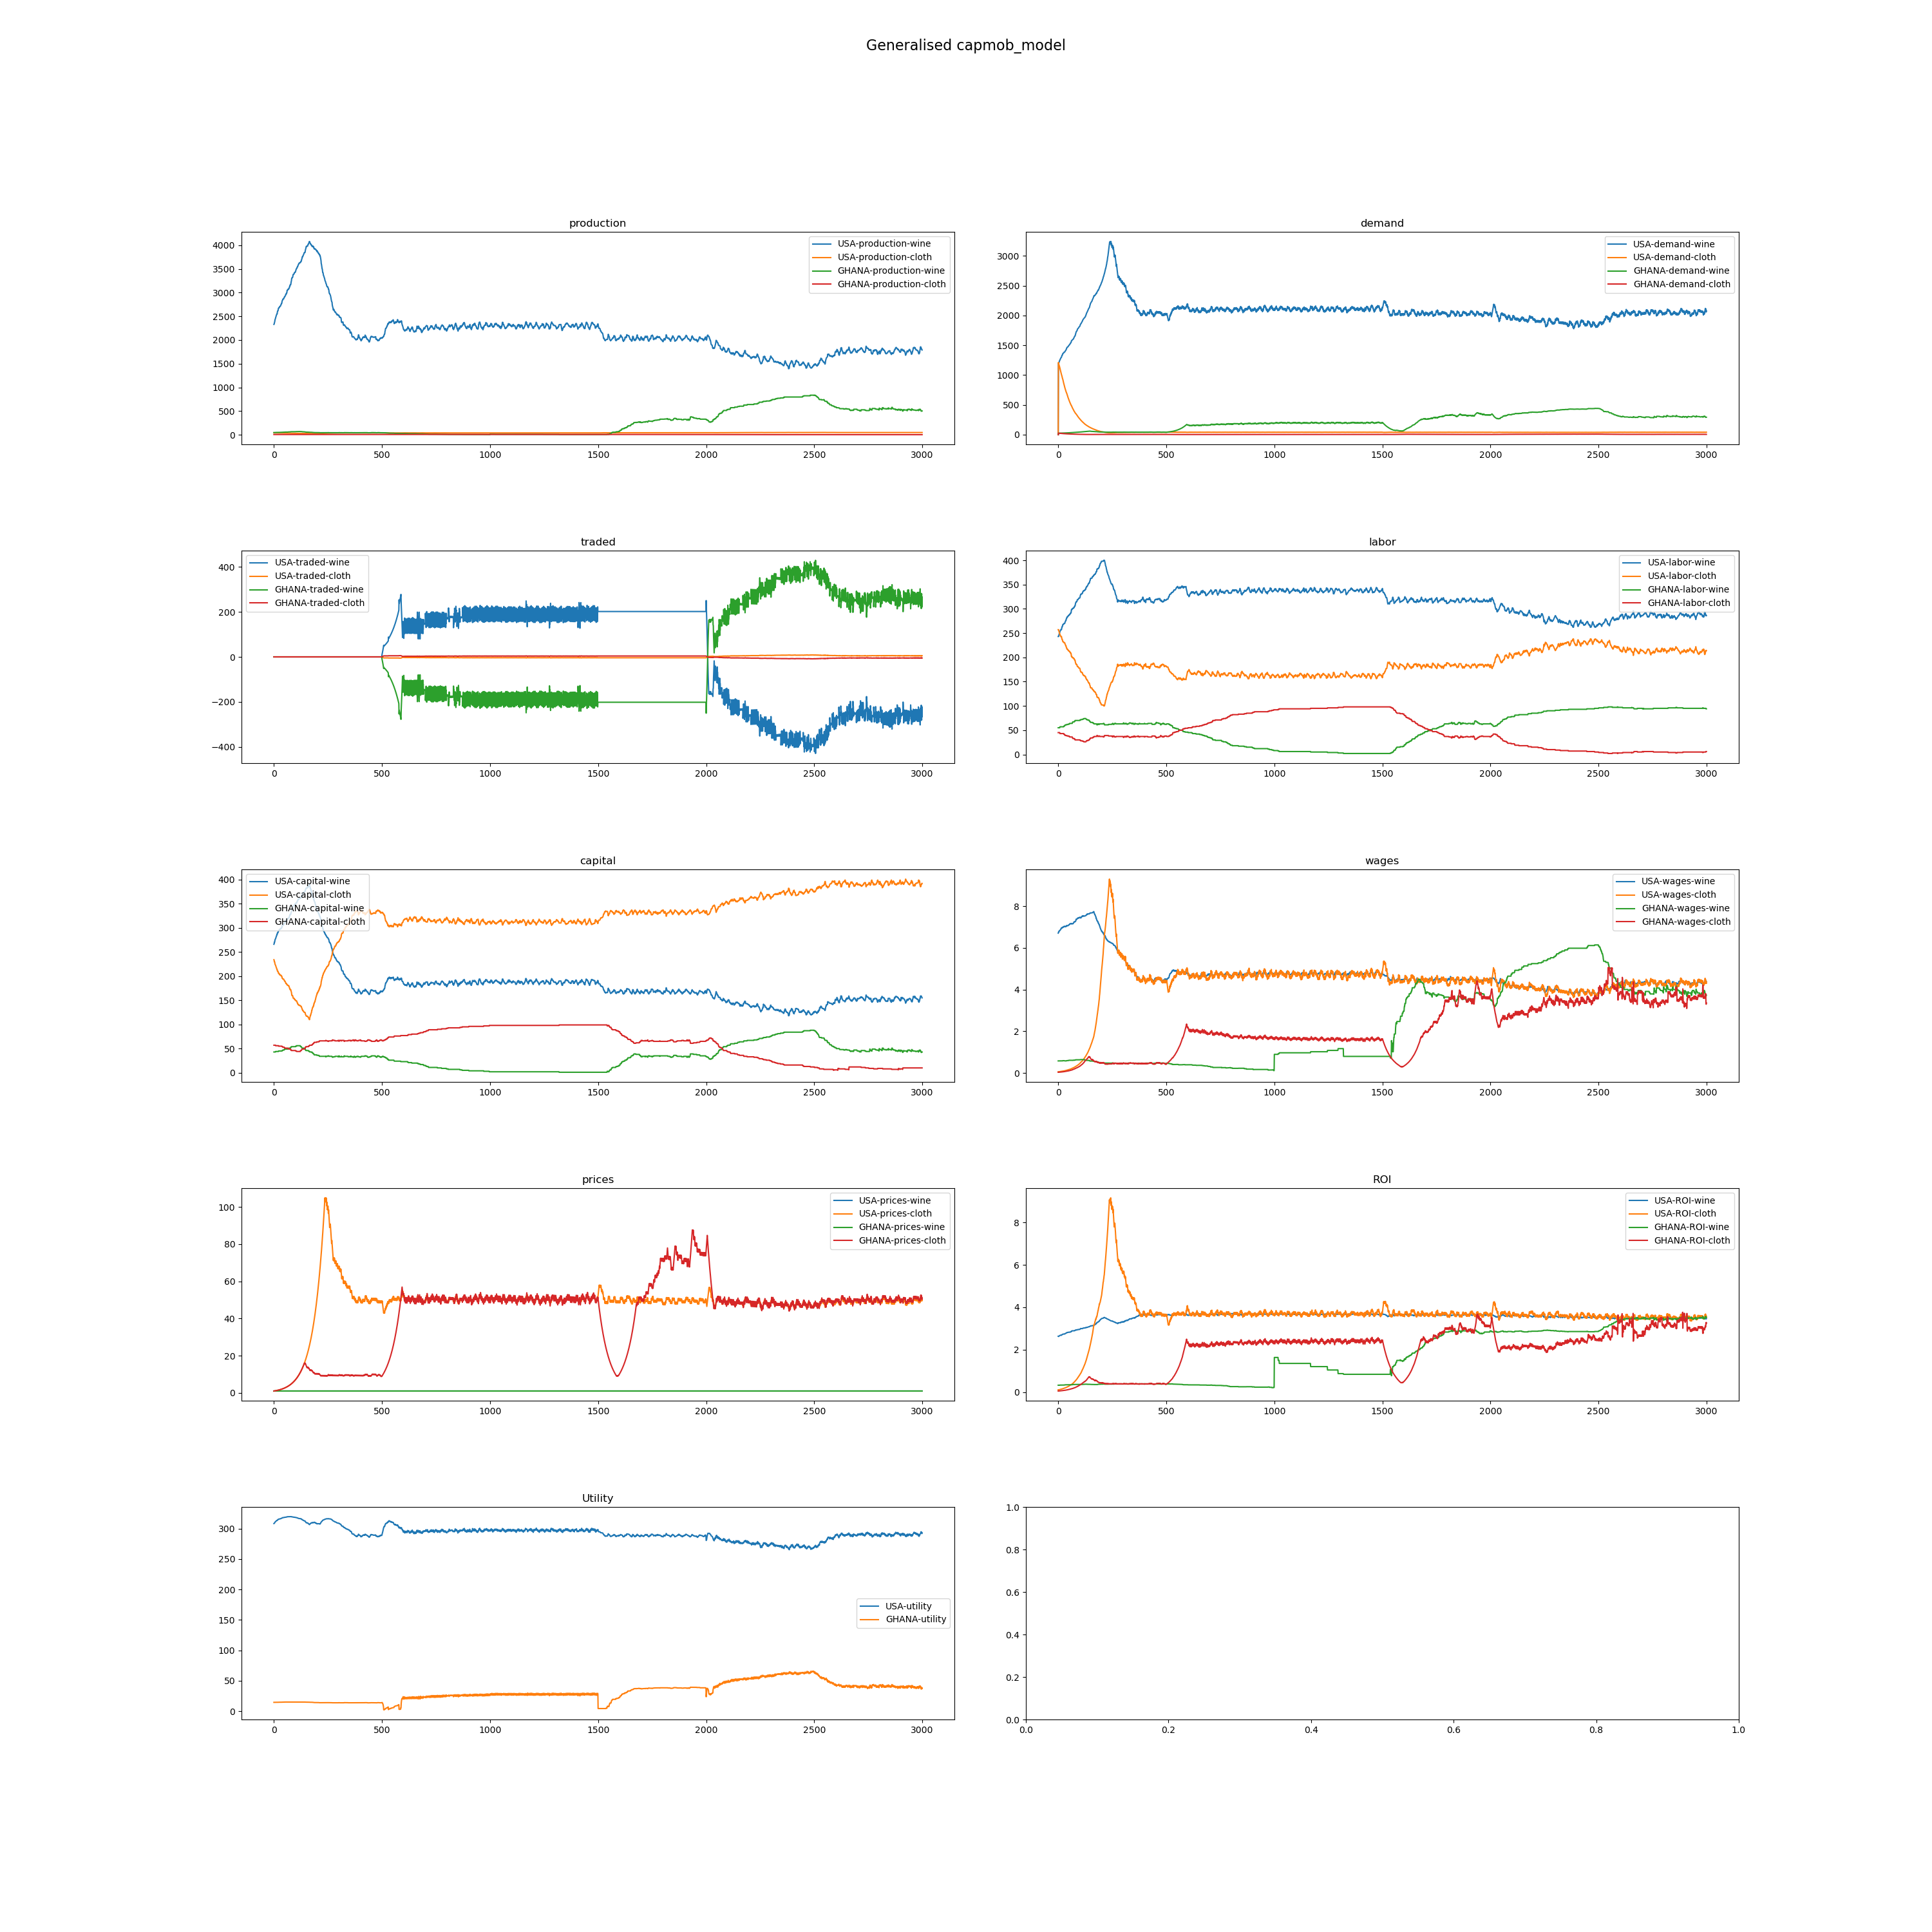 Generalised capmob_model
production
4000
3500
3000
2500
2000
1500
1000
500
0
USA-production-wine
USA-production-cloth
GHANA-production-wine
GHANA-production-cloth
0 500 1000 1500 2000 2500 3000
demand
3000
2500
2000
1500
1000
500
0
USA-demand-wine
USA-demand-cloth
GHANA-demand-wine
GHANA-demand-cloth
0 500 1000 1500 2000 2500 3000
traded
400
200
0
−200
−400
USA-traded-wine
USA-traded-cloth
GHANA-traded-wine
GHANA-traded-cloth
0 500 1000 1500 2000 2500 3000
labor
400
350
300
250
200
150
100
50
0
USA-labor-wine
USA-labor-cloth
GHANA-labor-wine
GHANA-labor-cloth
0 500 1000 1500 2000 2500 3000
capital
400
350
300
250
200
150
100
50
0
USA-capital-wine
USA-capital-cloth
GHANA-capital-wine
GHANA-capital-cloth
0 500 1000 1500 2000 2500 3000
wages
8
6
4
2
0
USA-wages-wine
USA-wages-cloth
GHANA-wages-wine
GHANA-wages-cloth
0 500 1000 1500 2000 2500 3000
prices
100
80
60
40
20
0
USA-prices-wine
USA-prices-cloth
GHANA-prices-wine
GHANA-prices-cloth
0 500 1000 1500 2000 2500 3000
ROI
8
6
4
2
0
USA-ROI-wine
USA-ROI-cloth
GHANA-ROI-wine
GHANA-ROI-cloth
0 500 1000 1500 2000 2500 3000
Utility
300
250
200
150
100
50
0
USA-utility
GHANA-utility
0 500 1000 1500 2000 2500 3000
1.0
0.8
0.6
0.4
0.2
0.0
0.0 0.2 0.4 0.6 0.8 1.0